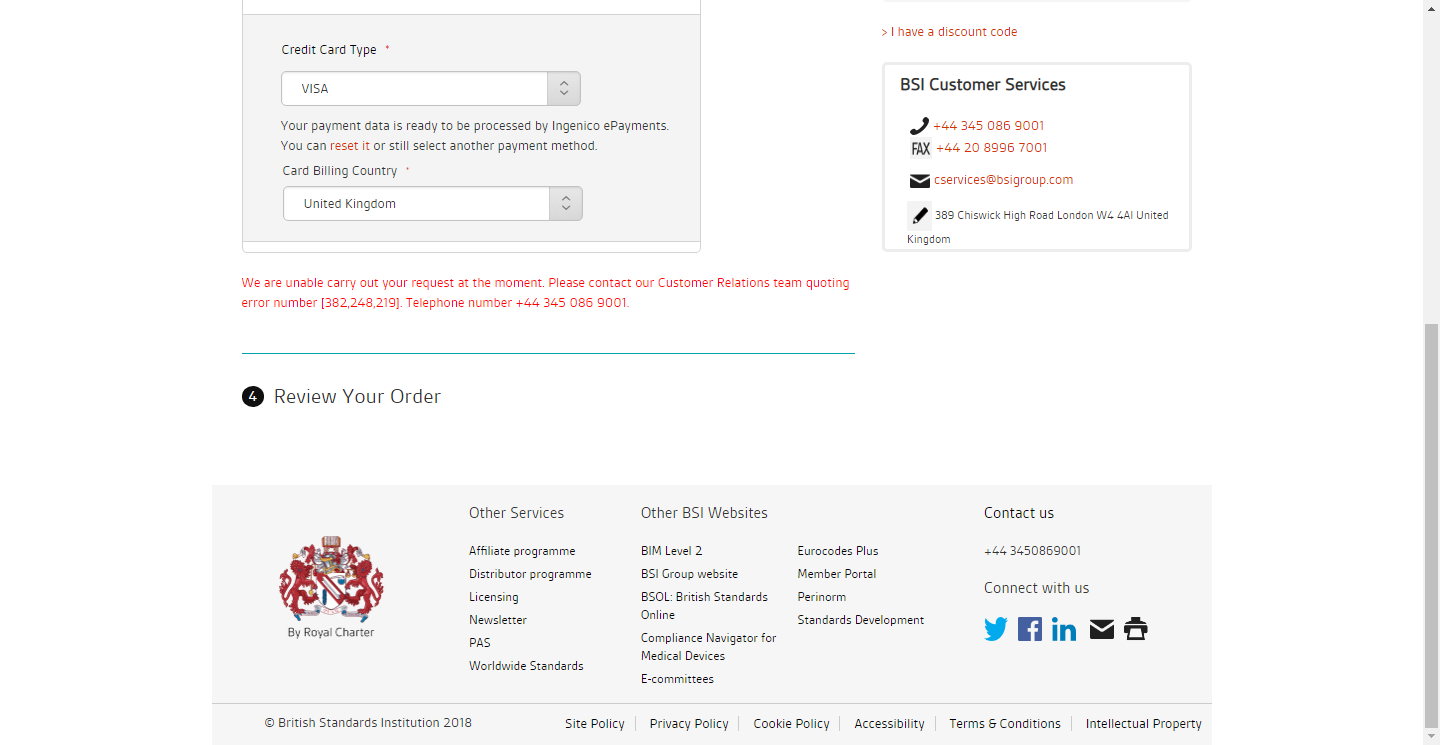 Credit Card Type *
VISA
Your payment data is ready to be processed by Ingenico ePayments.
You can reset it or still select another payment method.
Card Billing Country *
United Kingdom
We are unable carry out your request at the moment. Please contact our Customer Relations team quoting
error number [382,248,219]. Telephone number +44 345 086 9001.
4 Review Your Order
> I have a discount code
BSI Customer Services
+44 345 086 9001
FAX +44 20 8996 7001
cservices@bsigroup.com
389 Chiswick High Road London W4 4Al United
Kingdom
By Royal Charter
Other Services
Affiliate programme
Distributor programme
Licensing
Newsletter
PAS
Worldwide Standards
Other BSI Websites
BIM Level 2
BSI Group website
BSOL: British Standards
Online
Compliance Navigator for
Medical Devices
E-committees
Eurocodes Plus
Member Portal
Perinorm
Standards Development
Contact us
+44 3450869001
Connect with us
© British Standards Institution 2018
Site Policy
Privacy Policy
Cookie Policy
Accessibility
Terms & Conditions
Intellectual Property